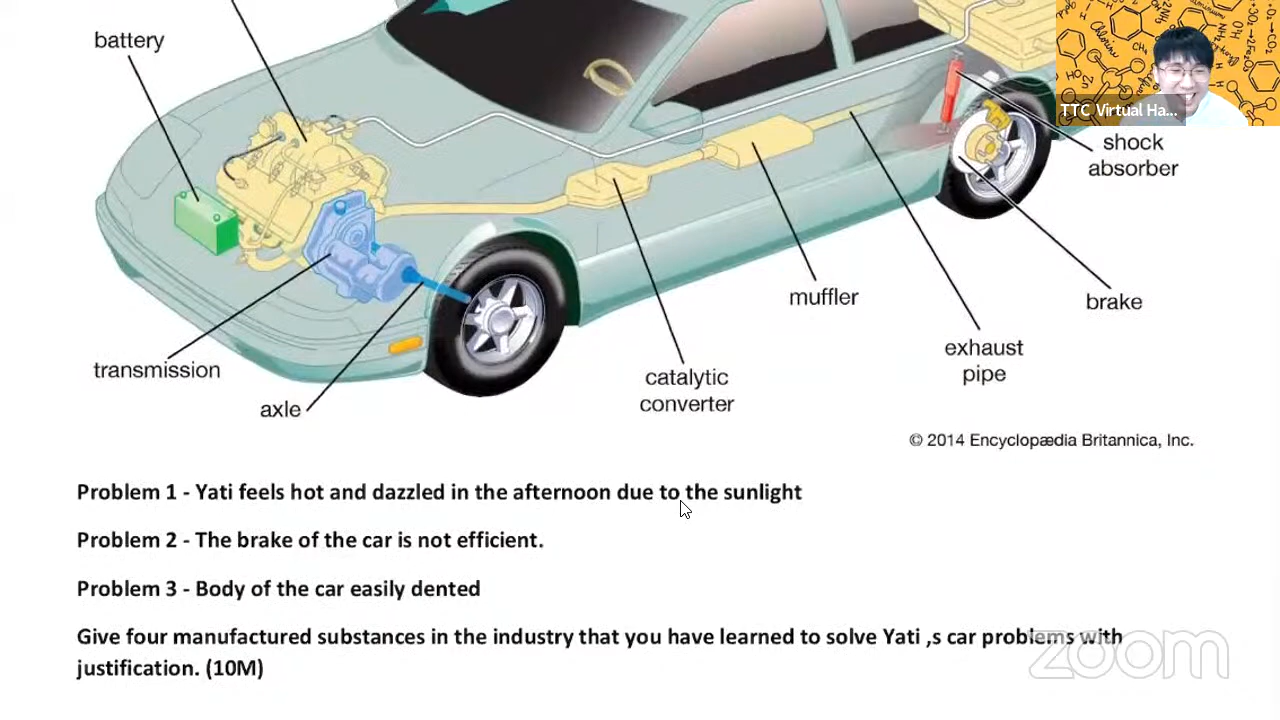 battery
TTC Virtual Ha...
shock
absorber
muffler
brake
exhaust
pipe
transmission
catalytic
converter
axle
© 2014 Encyclopædia Britannica, Inc.
Problem 1 - Yati feels hot and dazzled in the afternoon due to the sunlight
Problem 2 - The brake of the car is not efficient.
Problem 3 - Body of the car easily dented
Give four manufactured substances in the industry that you have learned to solve Yati ,s car problems with
justification. (10M)
zoom